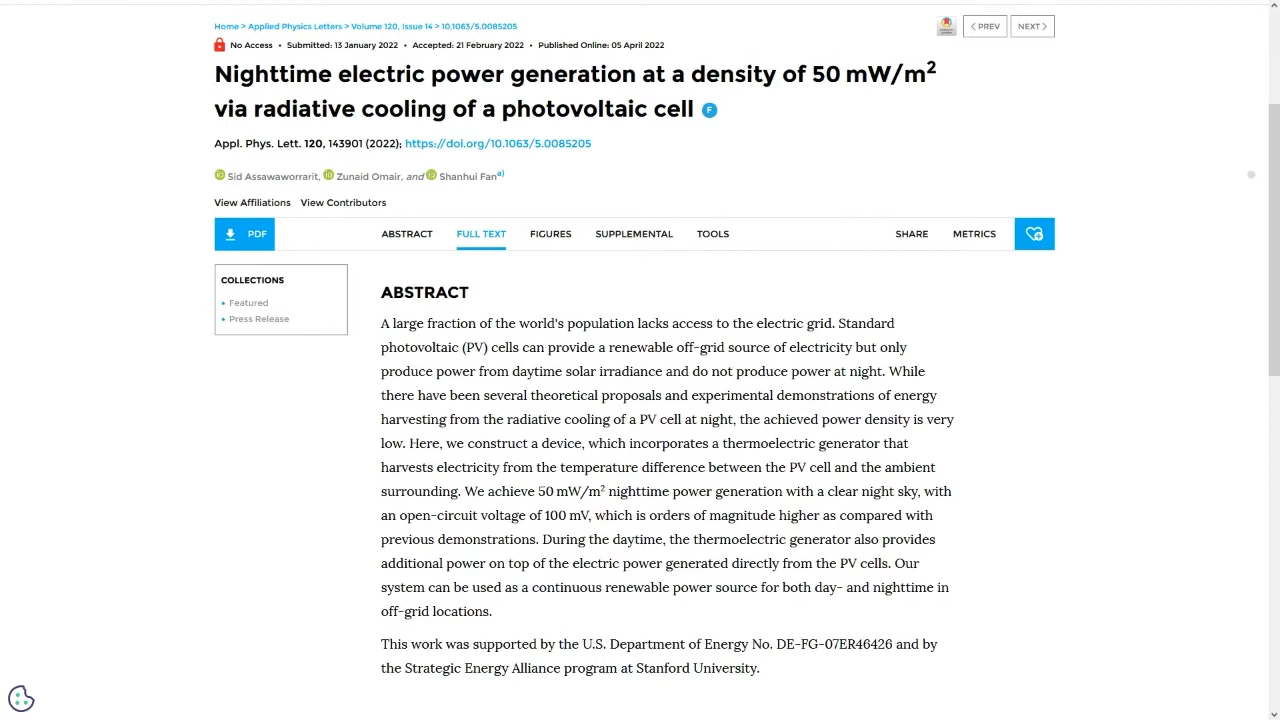 Home > Applied Physics Letters > Volume 120, Issue 14 > 10.1063/5.0085205
< PREV
NEXT >
No Access • Submitted: 13 January 2022 • Accepted: 21 February 2022 • Published Online: 05 April 2022
Nighttime electric power generation at a density of 50 mW/m²
via radiative cooling of a photovoltaic cell F
Appl. Phys. Lett. 120, 143901 (2022); https://doi.org/10.1063/5.0085205
iD Sid Assawaworrarit, iD Zunaid Omair, and iD Shanhui Fan a)
View Affiliations View Contributors
PDF
ABSTRACT FULL TEXT FIGURES SUPPLEMENTAL TOOLS SHARE METRICS
COLLECTIONS
• Featured
• Press Release
ABSTRACT
A large fraction of the world's population lacks access to the electric grid. Standard
photovoltaic (PV) cells can provide a renewable off-grid source of electricity but only
produce power from daytime solar irradiance and do not produce power at night. While
there have been several theoretical proposals and experimental demonstrations of energy
harvesting from the radiative cooling of a PV cell at night, the achieved power density is very
low. Here, we construct a device, which incorporates a thermoelectric generator that
harvests electricity from the temperature difference between the PV cell and the ambient
surrounding. We achieve 50 mW/m² nighttime power generation with a clear night sky, with
an open-circuit voltage of 100 mV, which is orders of magnitude higher as compared with
previous demonstrations. During the daytime, the thermoelectric generator also provides
additional power on top of the electric power generated directly from the PV cells. Our
system can be used as a continuous renewable power source for both day- and nighttime in
off-grid locations.
This work was supported by the U.S. Department of Energy No. DE-FG-07ER46426 and by
the Strategic Energy Alliance program at Stanford University.